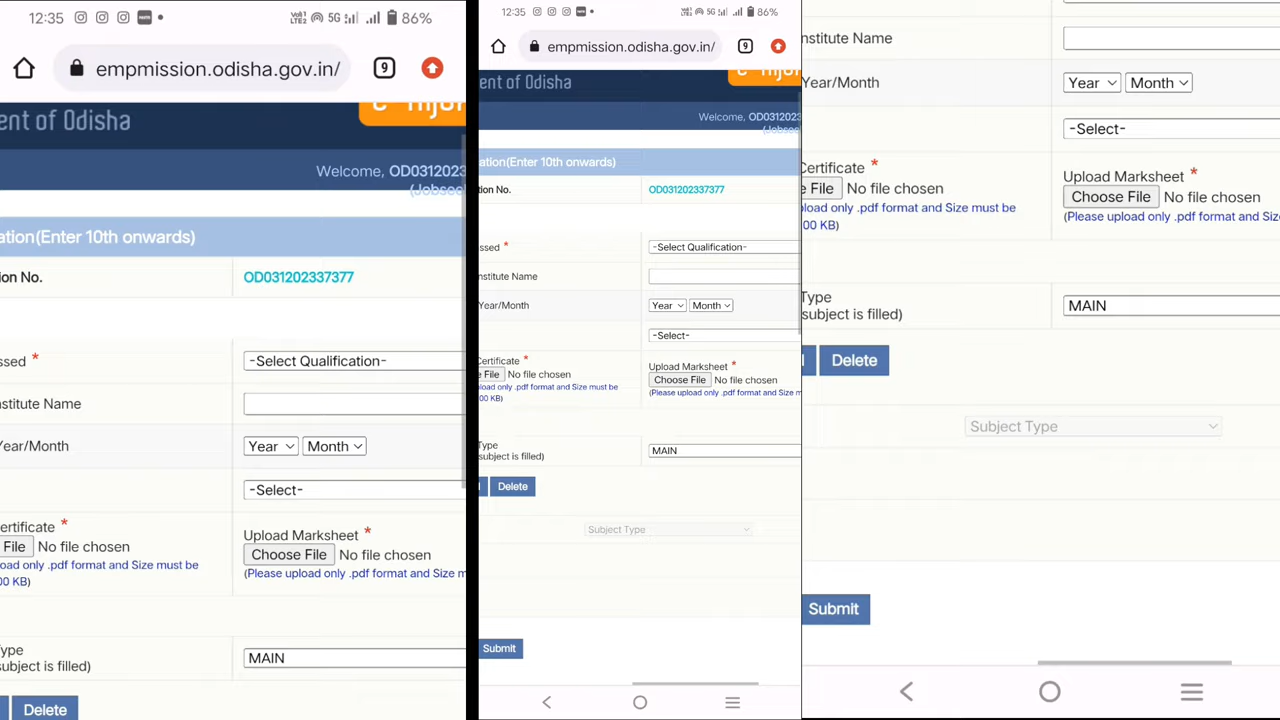 12:35 5G 86%
9
empmission.odisha.gov.in/
ent of Odisha
Welcome, OD0312023
(Jobsee
ation(Enter 10th onwards)
ion No. OD031202337377
ssed * -Select Qualification-
nstitute Name
Year/Month Year Month
-Select-
ertificate *
File No file chosen
oad only .pdf format and Size must be
00 KB)
Upload Marksheet *
Choose File No file chosen
(Please upload only .pdf format and Size m
ype
subject is filled) MAIN
Delete
12:35 5G 86%
empmission.odisha.gov.in/ 9
ent of Odisha
Welcome, OD031202
(Jobse
ation(Enter 10th onwards)
tion No. OD031202337377
ssed * -Select Qualification-
nstitute Name
Year/Month Year Month
-Select-
Certificate *
e File No file chosen
load only .pdf format and Size must be
00 KB)
Upload Marksheet *
Choose File No file chosen
(Please upload only .pdf format and Size m
Type
subject is filled) MAIN
Delete
Subject Type
Submit
nstitute Name
Year/Month Year Month
-Select-
Certificate *
e File No file chosen
load only .pdf format and Size must be
00 KB)
Upload Marksheet *
Choose File No file chosen
(Please upload only .pdf format and Size
Type
subject is filled) MAIN
Delete
Subject Type
Submit